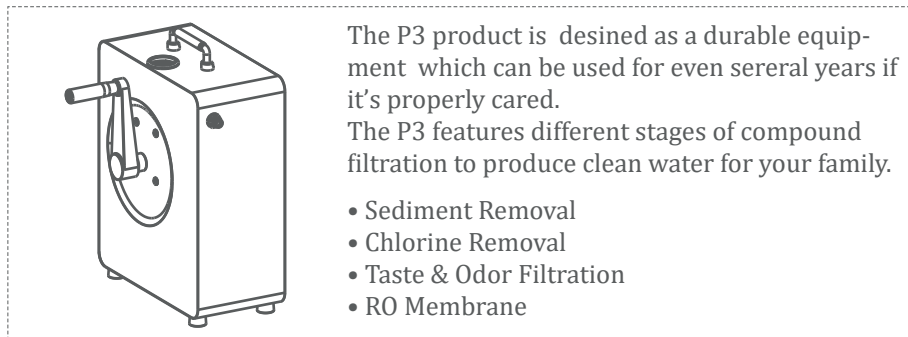 The P3 product is  desined as a durable equip-
ment  which can be used for even sereral years if
it's properly cared.
The P3 features different stages of compound
filtration to produce clean water for your family.
• Sediment Removal
• Chlorine Removal
• Taste & Odor Filtration
• RO Membrane